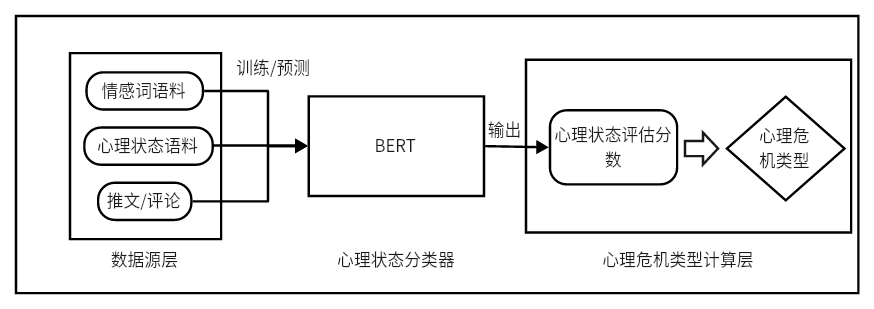 训练/预测
情感词语料
心理状态语料
推文/评论
数据源层
BERT
心理状态分类器
输出
心理状态评估分
数
心理危
机类型
心理危机类型计算层